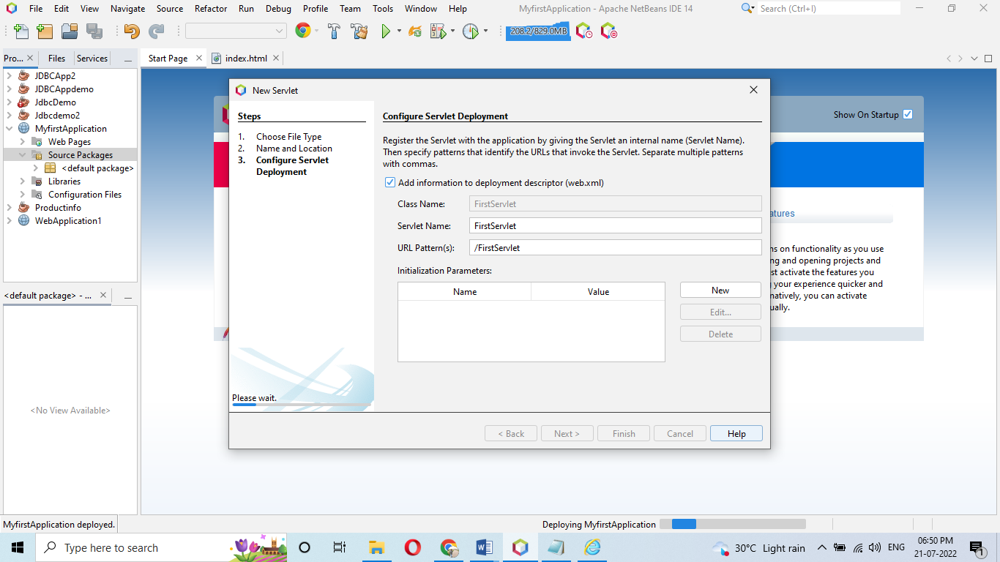 File Edit View Navigate Source Refactor Run Debug Profile Team Tools Window Help
MyfirstApplication - Apache NetBeans IDE 14
Search (Ctrl+I)
208.2/829.0MB
Pro... Files Services
Start Page
index.html
JDBCApp2
JDBCAppdemo
JdbcDemo
Jdbcdemo2
MyfirstApplication
Web Pages
Source Packages
<default package>
Libraries
Configuration Files
Productinfo
WebApplication1
<default package> - ...
<No View Available>
Show On Startup
New Servlet
Steps
1. Choose File Type
2. Name and Location
3. Configure Servlet
Deployment
Please wait.
Configure Servlet Deployment
Register the Servlet with the application by giving the Servlet an internal name (Servlet Name).
Then specify patterns that identify the URLs that invoke the Servlet. Separate multiple patterns
with commas.
Add information to deployment descriptor (web.xml)
Class Name: FirstServlet
Servlet Name: FirstServlet
URL Pattern(s): /FirstServlet
Initialization Parameters:
Name Value
New
Edit...
Delete
< Back Next > Finish Cancel Help
atures
ns on functionality as you use
ng and opening projects and
st activate the features you
g your experience quicker and
natively, you can activate
ually.
MyfirstApplication deployed.
Deploying MyfirstApplication
Type here to search
30°C Light rain
ENG
06:50 PM
21-07-2022
1